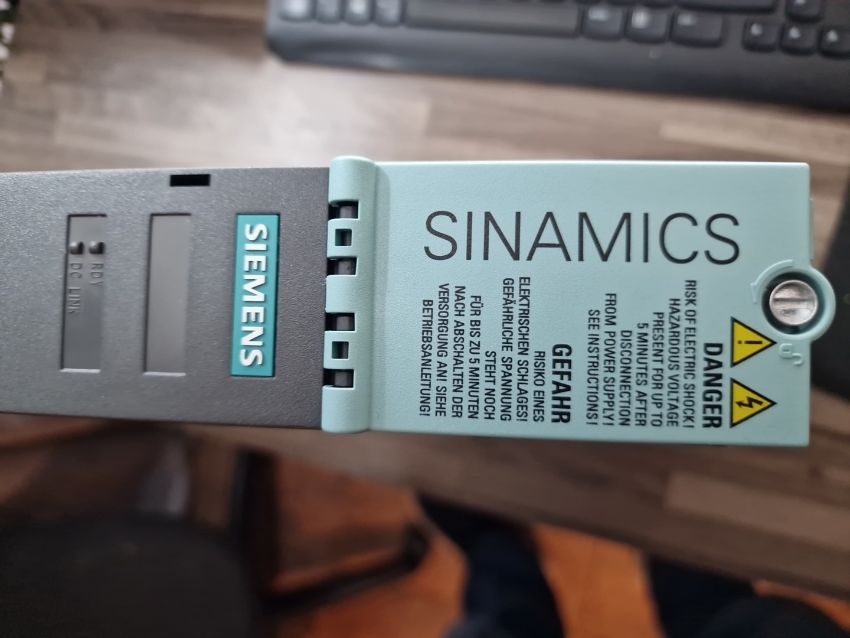 SINAMICS
DANGER
RISK OF ELECTRIC SHOCK!
HAZARDOUS VOLTAGE
PRESENT FOR UP TO
5 MINUTES AFTER
DISCONNECTION
FROM POWER SUPPLY!
SEE INSTRUCTIONS!
GEFAHR
RISIKO EINES
ELEKTRISCHEN SCHLAGES!
GEFÄHRLICHE SPANNUNG
STEHT NOCH
FÜR BIS ZU 5 MINUTEN
NACH ABSCHALTEN DER
VERSORGUNG AN! SIEHE
BETRIEBSANLEITUNG!
SIEMENS
RDY
DC LINK